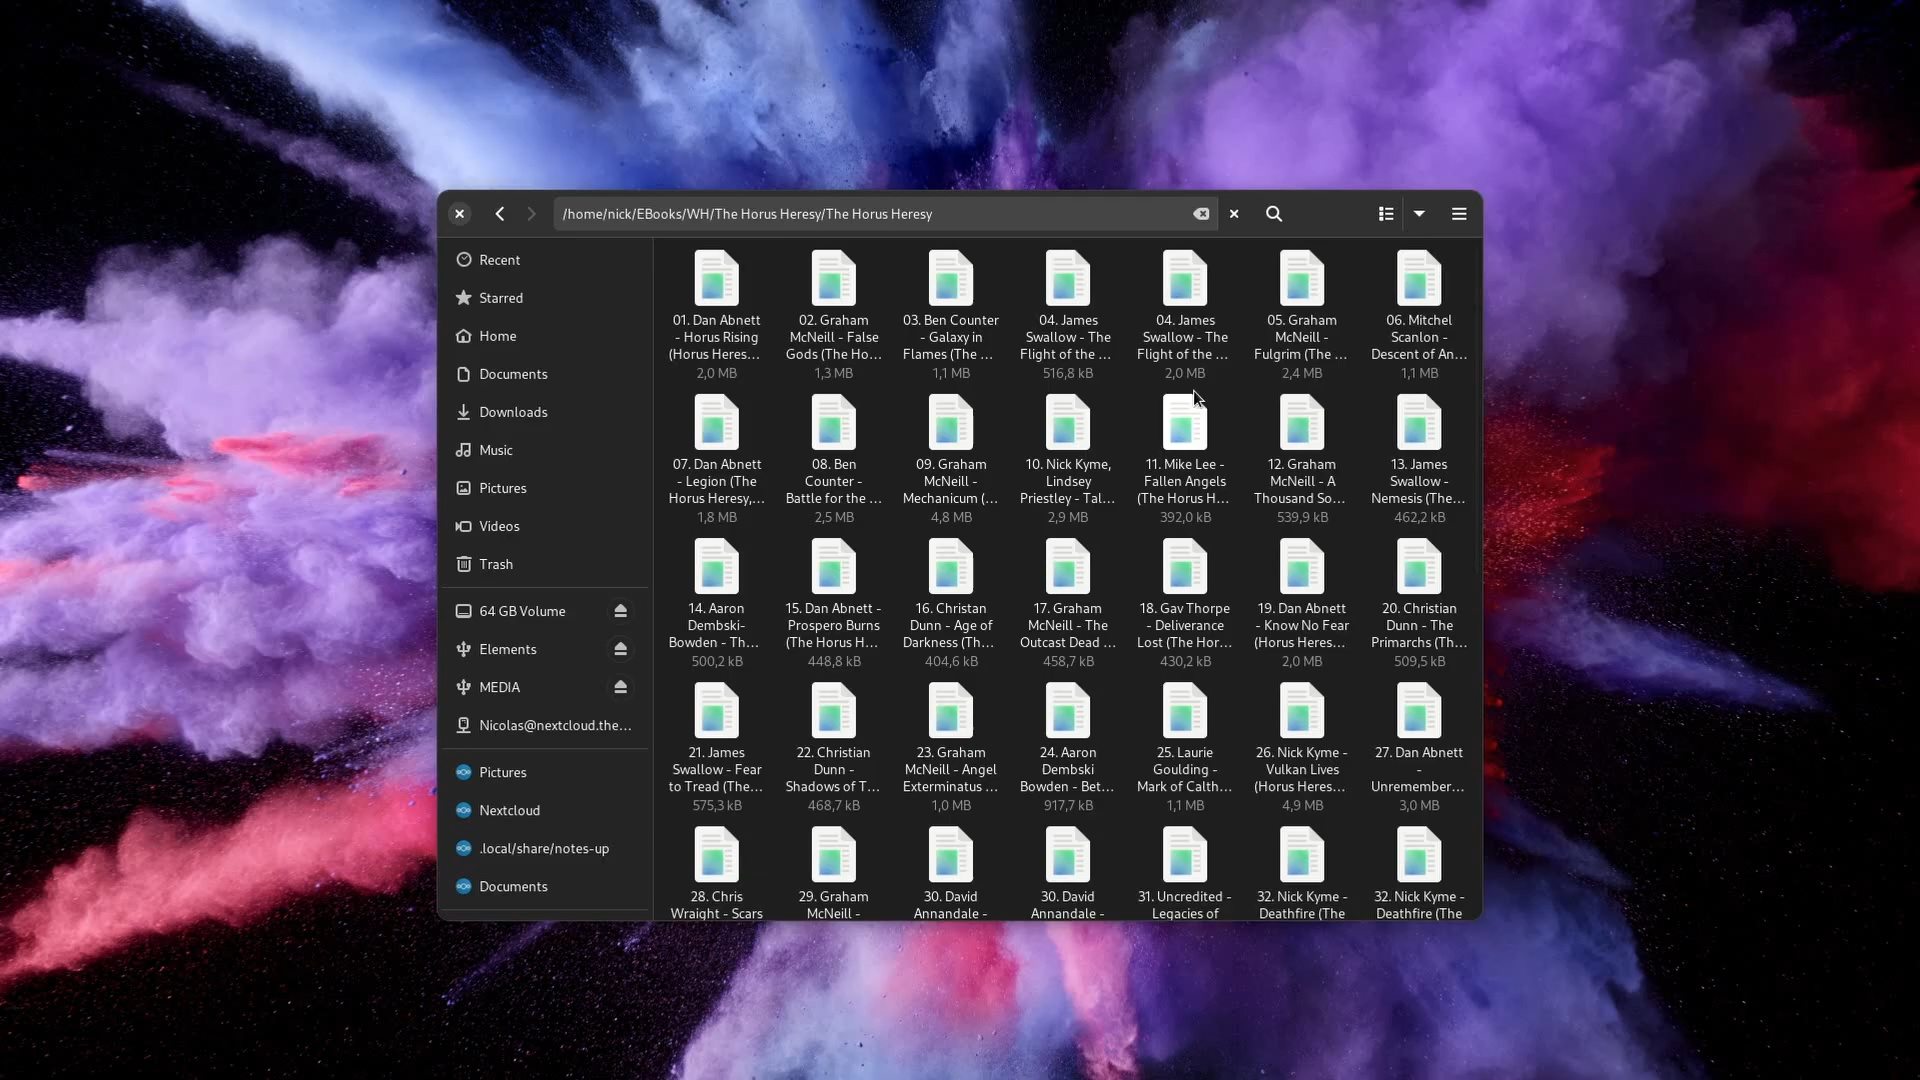 /home/nick/EBooks/WH/The Horus Heresy/The Horus Heresy
Recent
Starred
Home
Documents
Downloads
Music
Pictures
Videos
Trash
64 GB Volume
Elements
MEDIA
Nicolas@nextcloud.the...
Pictures
Nextcloud
.local/share/notes-up
Documents
01. Dan Abnett
- Horus Rising
(Horus Heres...
2,0 MB
02. Graham
McNeill - False
Gods (The Ho...
1,3 MB
03. Ben Counter
- Galaxy in
Flames (The ...
1,1 MB
04. James
Swallow - The
Flight of the ...
516,8 kB
04. James
Swallow - The
Flight of the ...
2,0 MB
05. Graham
McNeill -
Fulgrim (The ...
2,4 MB
06. Mitchel
Scanlon -
Descent of An...
1,1 MB
07. Dan Abnett
- Legion (The
Horus Heresy,...
1,8 MB
08. Ben
Counter -
Battle for the ...
2,5 MB
09. Graham
McNeill -
Mechanicum (...
4,8 MB
10. Nick Kyme,
Lindsey
Priestley - Tal...
2,9 MB
11. Mike Lee -
Fallen Angels
(The Horus H...
392,0 kB
12. Graham
McNeill - A
Thousand So...
539,9 kB
13. James
Swallow -
Nemesis (The...
462,2 kB
14. Aaron
Dembski-
Bowden - Th...
500,2 kB
15. Dan Abnett -
Prospero Burns
(The Horus H...
448,8 kB
16. Christan
Dunn - Age of
Darkness (Th...
404,6 kB
17. Graham
McNeill - The
Outcast Dead ...
458,7 kB
18. Gav Thorpe
- Deliverance
Lost (The Hor...
430,2 kB
19. Dan Abnett
- Know No Fear
(Horus Heres...
2,0 MB
20. Christian
Dunn - The
Primarchs (Th...
509,5 kB
21. James
Swallow - Fear
to Tread (The...
575,3 kB
22. Christian
Dunn -
Shadows of T...
468,7 kB
23. Graham
McNeill - Angel
Exterminatus ...
1,0 MB
24. Aaron
Dembski
Bowden - Bet...
917,7 kB
25. Laurie
Goulding -
Mark of Calth...
1,1 MB
26. Nick Kyme -
Vulkan Lives
(Horus Heres...
4,9 MB
27. Dan Abnett
-
Unremember...
3,0 MB
28. Chris
Wraight - Scars
29. Graham
McNeill -
30. David
Annandale -
30. David
Annandale -
31. Uncredited -
Legacies of
32. Nick Kyme -
Deathfire (The
32. Nick Kyme -
Deathfire (The